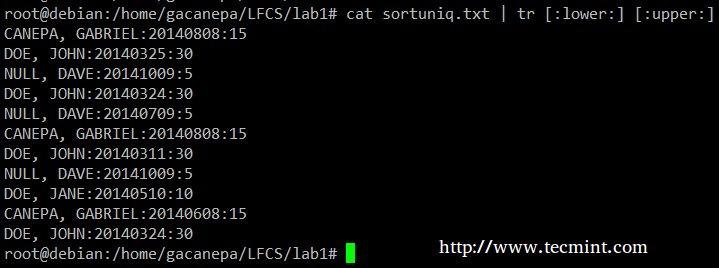 root@debian:/home/gacanepa/LFCS/lab1# cat sortuniq.txt | tr [:lower:] [:upper:]
CANEPA, GABRIEL:20140808:15
DOE, JOHN:20140325:30
NULL, DAVE:20141009:5
DOE, JOHN:20140324:30
NULL, DAVE:20140709:5
CANEPA, GABRIEL:20140808:15
DOE, JOHN:20140311:30
NULL, DAVE:20141009:5
DOE, JANE:20140510:10
CANEPA, GABRIEL:20140608:15
DOE, JOHN:20140324:30
root@debian:/home/gacanepa/LFCS/lab1#
http://www.tecmint.com